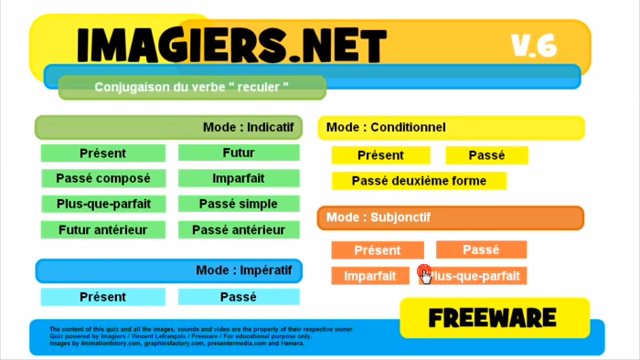 IMAGIERS.NET
V.6
Conjugaison du verbe " reculer "
Mode : Indicatif
Présent
Futur
Passé composé
Imparfait
Plus-que-parfait
Passé simple
Futur antérieur
Passé antérieur
Mode : Impératif
Présent
Passé
Mode : Conditionnel
Présent
Passé
Passé deuxième forme
Mode : Subjonctif
Présent
Passé
Imparfait
Plus-que-parfait
FREEWARE
The content of this quiz and all the images, sounds and video are the property of their respective owner.
Quiz powered by Imagiers / Vincent Lefrançois / Freeware / For educational purpose only.
Images by Animationfctory.com, graphicsfactory.com, presentermedia.com and Hemera.